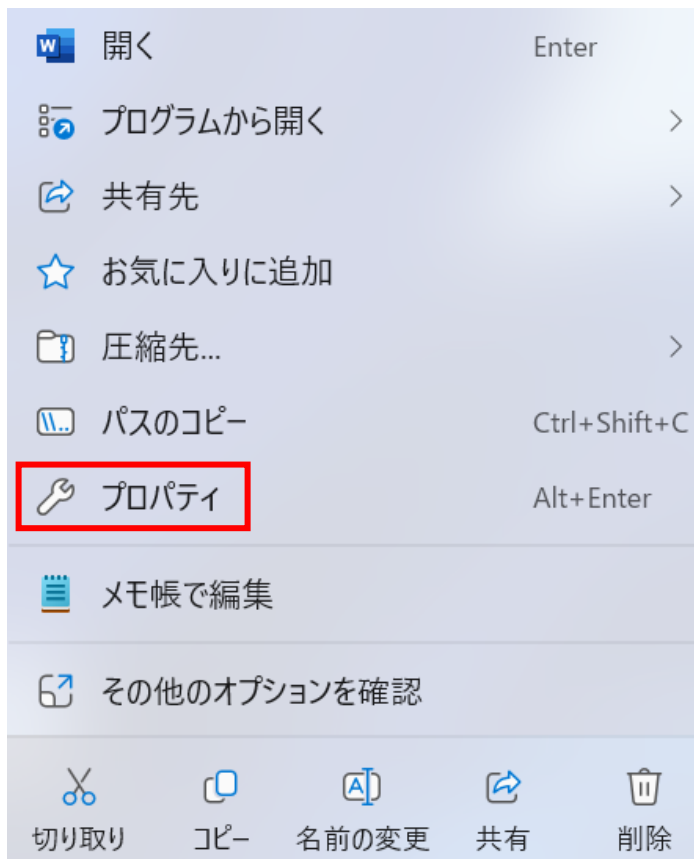 開く Enter
プログラムから開く
共有先
お気に入りに追加
圧縮先...
パスのコピー Ctrl+Shift+C
プロパティ Alt+Enter
メモ帳で編集
その他のオプションを確認
切り取り コピー 名前の変更 共有 削除